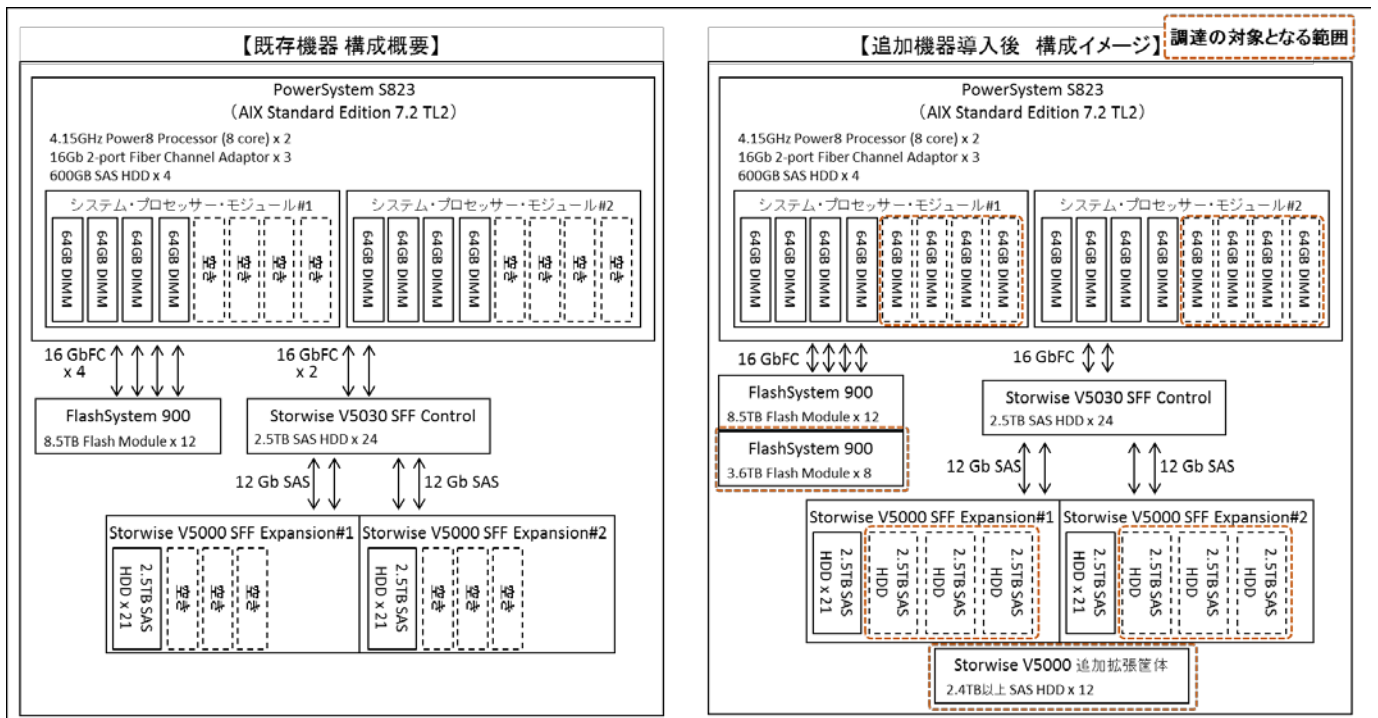 【既存機器 構成概要】
PowerSystem S823
（AIX Standard Edition 7.2 TL2）
4.15GHz Power8 Processor (8 core) x 2
16Gb 2-port Fiber Channel Adaptor x 3
600GB SAS HDD x 4
システム・プロセッサー・モジュール#1
64GB DIMM
64GB DIMM
64GB DIMM
64GB DIMM
空き
空き
空き
空き
システム・プロセッサー・モジュール#2
64GB DIMM
64GB DIMM
64GB DIMM
64GB DIMM
空き
空き
空き
空き
16 GbFC
x 4
16 GbFC
x 2
FlashSystem 900
8.5TB Flash Module x 12
Storwise V5030 SFF Control
2.5TB SAS HDD x 24
12 Gb SAS
12 Gb SAS
Storwise V5000 SFF Expansion#1
2.5TB SAS
HDD x 21
空き
空き
空き
Storwise V5000 SFF Expansion#2
2.5TB SAS
HDD x 21
空き
空き
空き
【追加機器導入後 構成イメージ】
調達の対象となる範囲
PowerSystem S823
（AIX Standard Edition 7.2 TL2）
4.15GHz Power8 Processor (8 core) x 2
16Gb 2-port Fiber Channel Adaptor x 3
600GB SAS HDD x 4
システム・プロセッサー・モジュール#1
64GB DIMM
64GB DIMM
64GB DIMM
64GB DIMM
64GB DIMM
64GB DIMM
64GB DIMM
64GB DIMM
システム・プロセッサー・モジュール#2
64GB DIMM
64GB DIMM
64GB DIMM
64GB DIMM
64GB DIMM
64GB DIMM
64GB DIMM
64GB DIMM
16 GbFC
16 GbFC
FlashSystem 900
8.5TB Flash Module x 12
FlashSystem 900
3.6TB Flash Module x 8
Storwise V5030 SFF Control
2.5TB SAS HDD x 24
12 Gb SAS
12 Gb SAS
Storwise V5000 SFF Expansion#1
2.5TB SAS
HDD x 21
2.5TB SAS
HDD
2.5TB SAS
HDD
2.5TB SAS
HDD
Storwise V5000 SFF Expansion#2
2.5TB SAS
HDD x 21
2.5TB SAS
HDD
2.5TB SAS
HDD
2.5TB SAS
HDD
Storwise V5000 追加拡張筐体
2.4TB以上 SAS HDD x 12